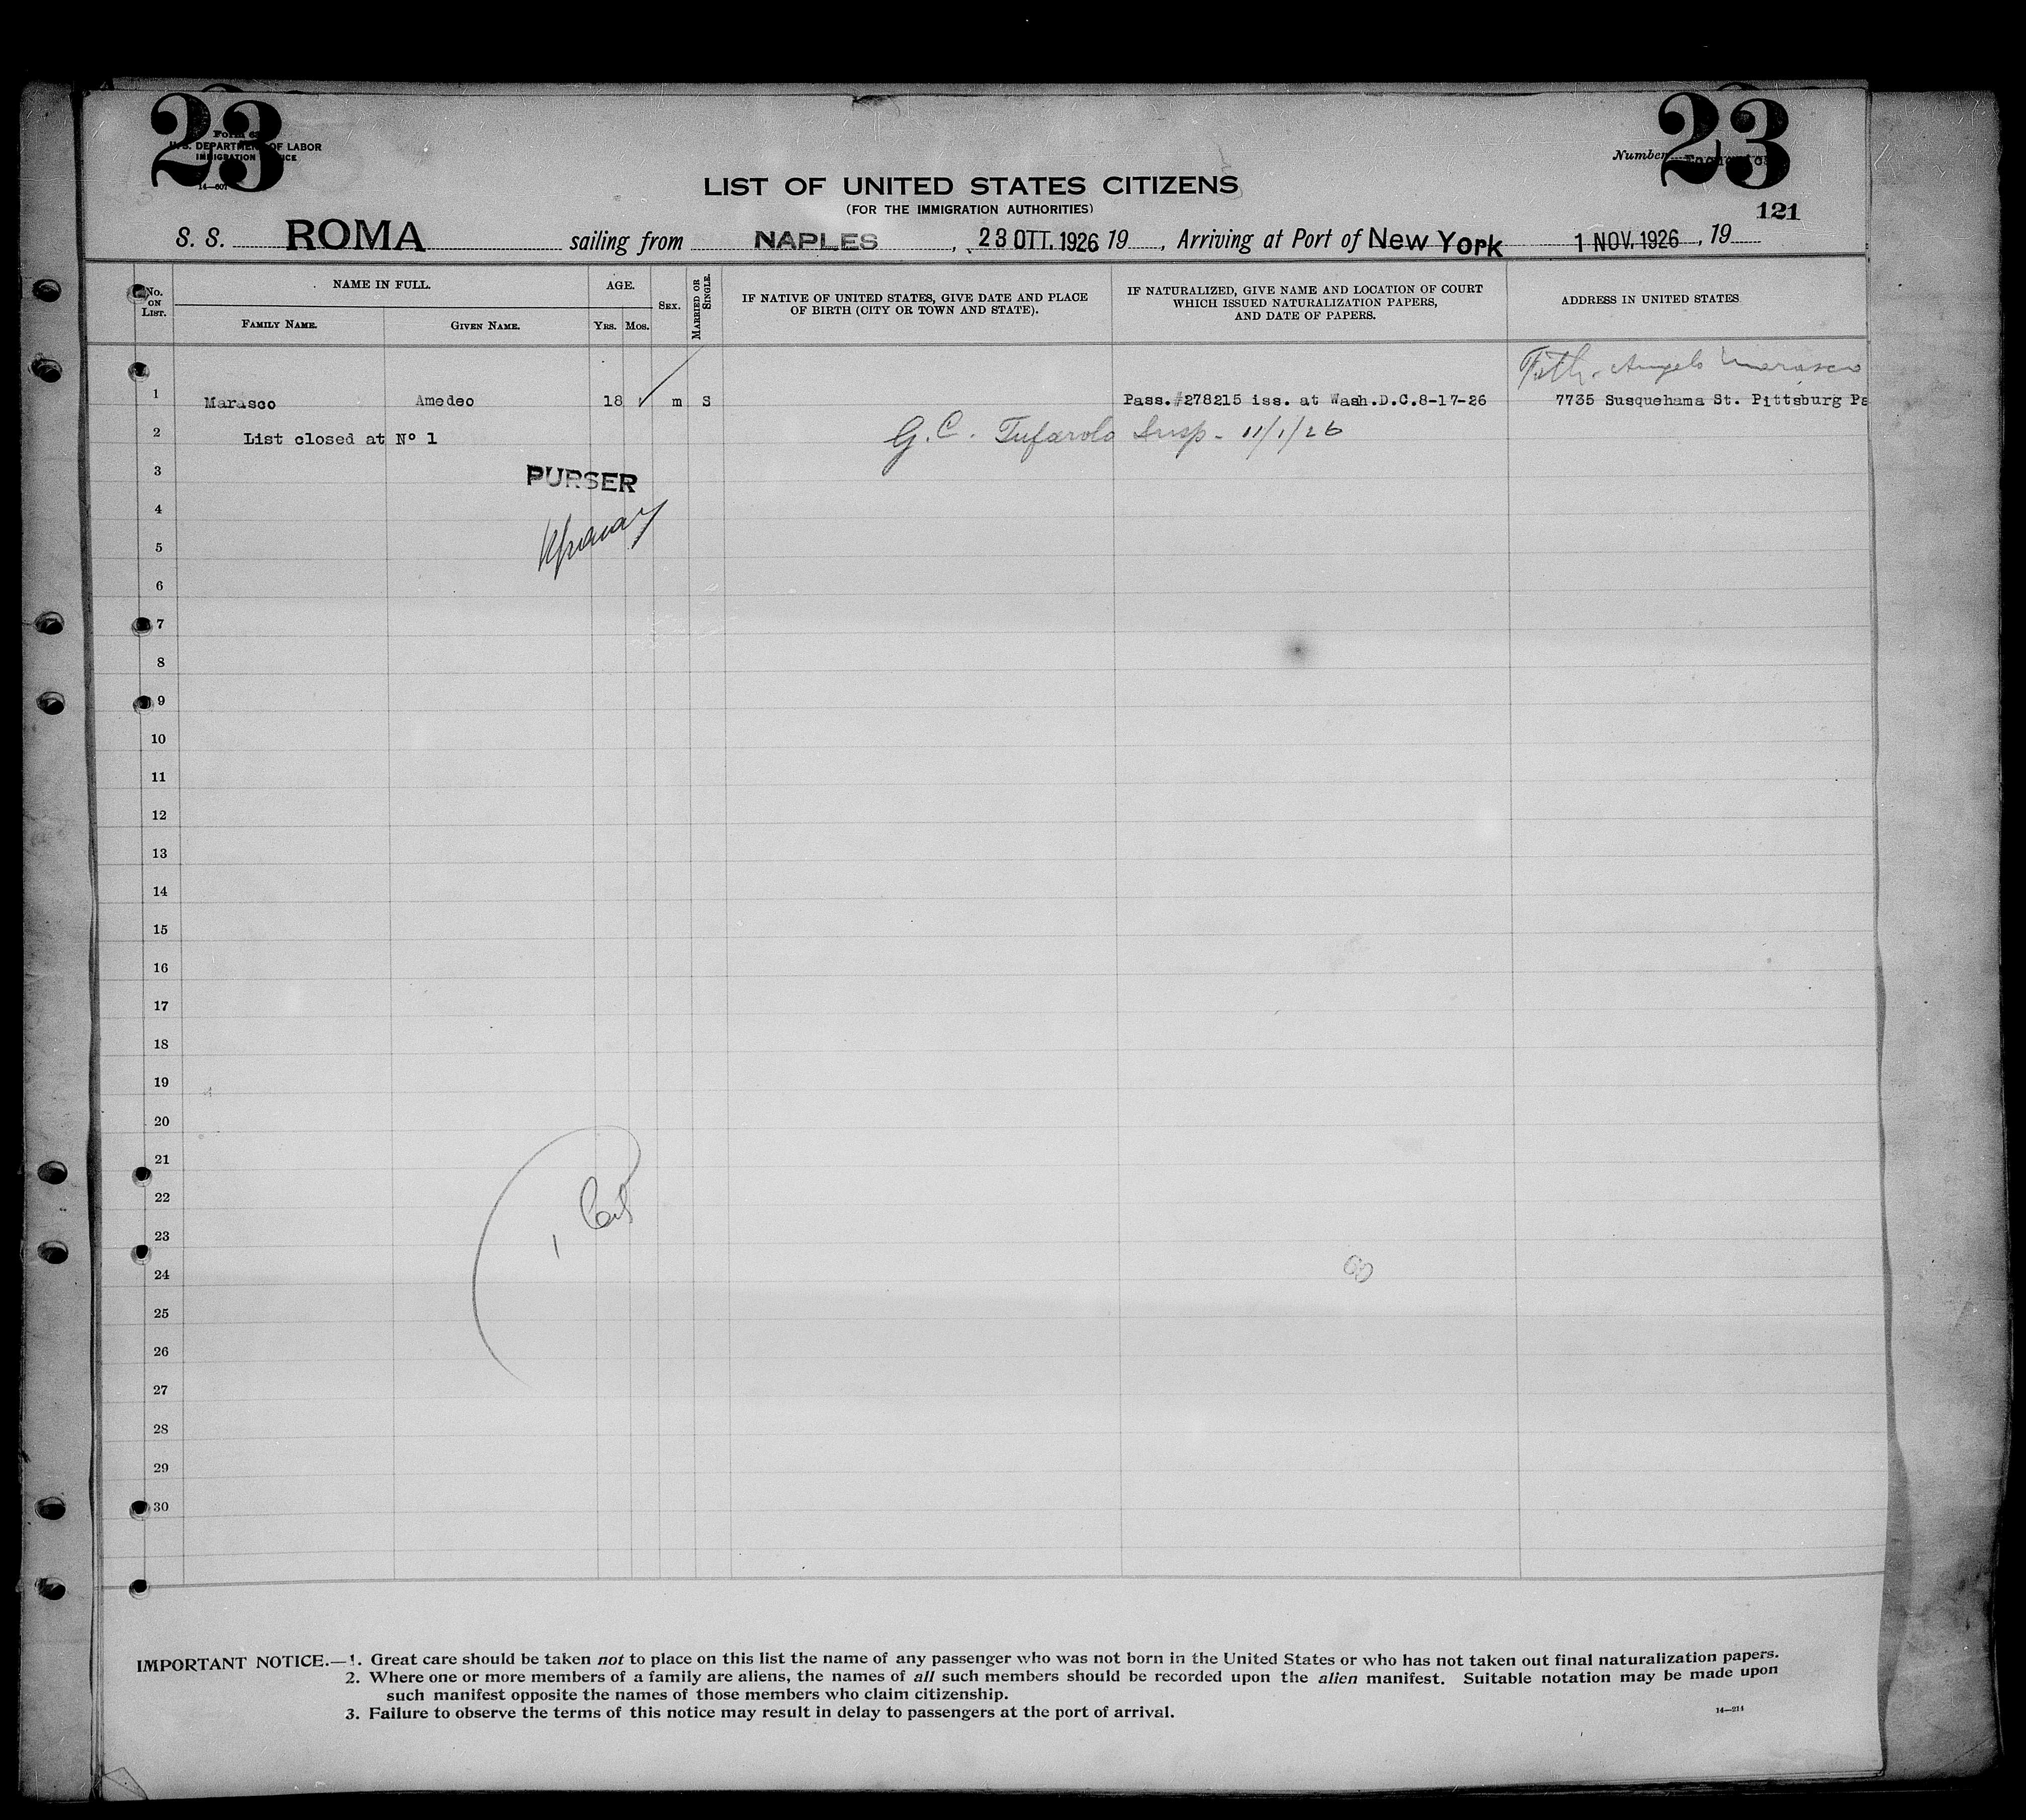 23
23
U.S. DEPARTMENT OF LABOR
IMMIGRATION
14—607
Number
LIST OF UNITED STATES CITIZENS
(FOR THE IMMIGRATION AUTHORITIES)
121
S. S. ROMA sailing from NAPLES, 23 OTT. 1926 19, Arriving at Port of New York 1 NOV. 1926, 19
No. ON LIST.
NAME IN FULL.
FAMILY NAME.
GIVEN NAME.
AGE.
YRS.
MOS.
SEX.
MARRIED OR SINGLE.
IF NATIVE OF UNITED STATES, GIVE DATE AND PLACE
OF BIRTH (CITY OR TOWN AND STATE).
IF NATURALIZED, GIVE NAME AND LOCATION OF COURT
WHICH ISSUED NATURALIZATION PAPERS,
AND DATE OF PAPERS.
ADDRESS IN UNITED STATES
Fath. Angelo Marasco
1 Marasco Amedeo 18 m S Pass.#278215 iss. at Wash.D.C.8-17-26 7735 Susquehama St. Pittsburg Pa
2 List closed at Nº 1 G. C. Tufarolo Insp. 11/1/26
3
PURSER
4
5
6
7
8
9
10
11
12
13
14
15
16
17
18
19
20
21
22
23
24
25
26
27
28
29
30
IMPORTANT NOTICE.—1. Great care should be taken not to place on this list the name of any passenger who was not born in the United States or who has not taken out final naturalization papers.
2. Where one or more members of a family are aliens, the names of all such members should be recorded upon the alien manifest. Suitable notation may be made upon
such manifest opposite the names of those members who claim citizenship.
3. Failure to observe the terms of this notice may result in delay to passengers at the port of arrival.
14—214